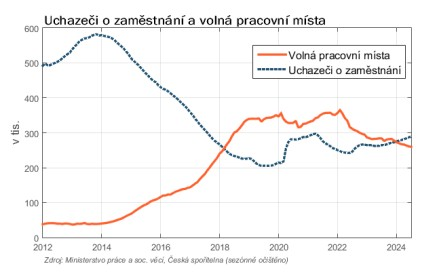 Uchazeči o zaměstnání a volná pracovní místa
600
500
400
300
200
100
0
v tis.
Volná pracovní místa
Uchazeči o zaměstnání
2012 2014 2016 2018 2020 2022 2024
Zdroj: Ministerstvo práce a soc. věcí, Česká spořitelna (sezónně očištěno)